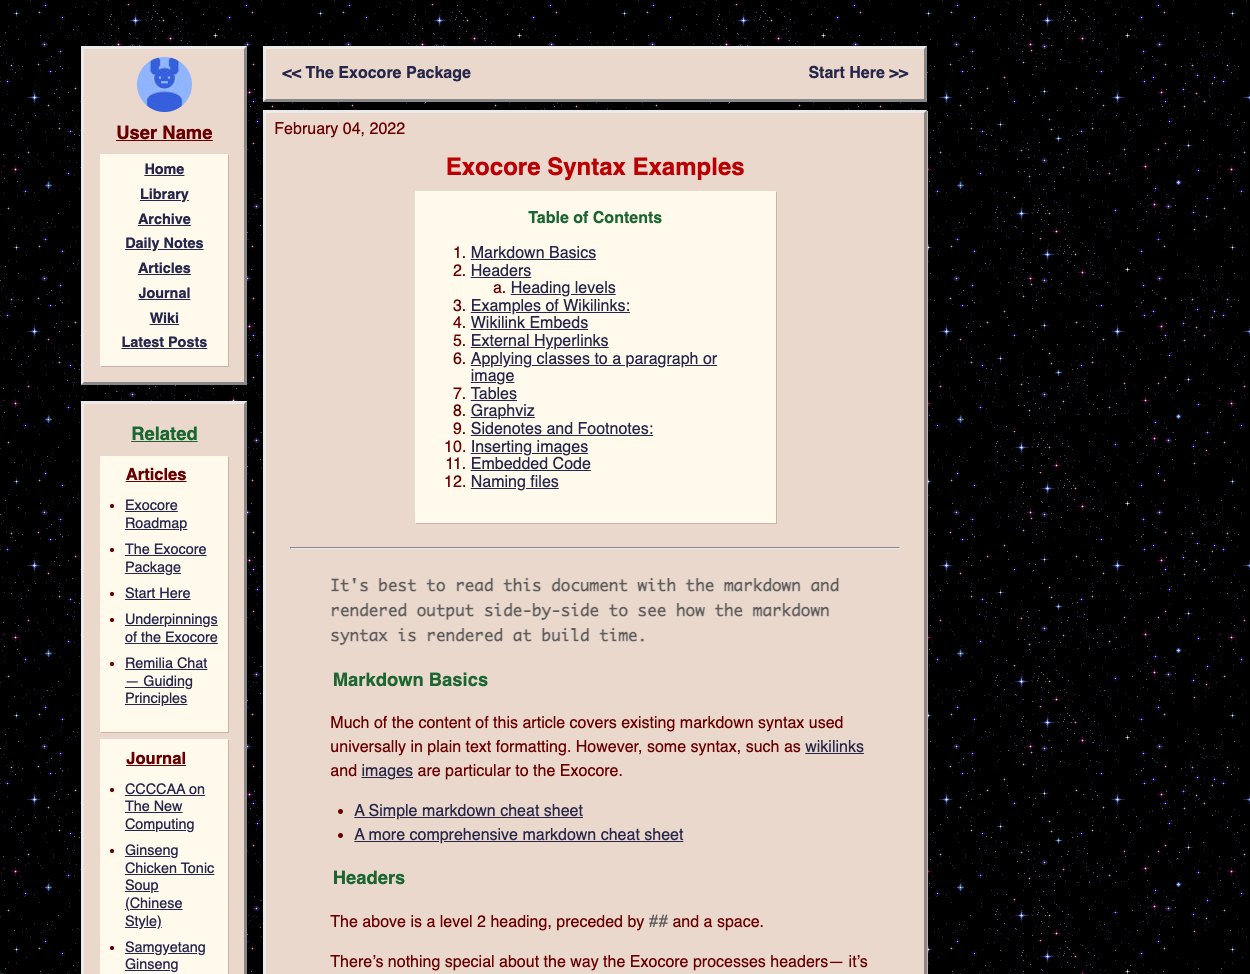 User Name
Home
Library
Archive
Daily Notes
Articles
Journal
Wiki
Latest Posts
Related
Articles
• Exocore
Roadmap
• The Exocore
Package
• Start Here
• Underpinnings
of the Exocore
• Remilia Chat
— Guiding
Principles
Journal
• CCCCAA on
The New
Computing
• Ginseng
Chicken Tonic
Soup
(Chinese
Style)
• Samgyetang
Ginseng
<< The Exocore Package
Start Here >>
February 04, 2022
Exocore Syntax Examples
Table of Contents
1. Markdown Basics
2. Headers
a. Heading levels
3. Examples of Wikilinks:
4. Wikilink Embeds
5. External Hyperlinks
6. Applying classes to a paragraph or
image
7. Tables
8. Graphviz
9. Sidenotes and Footnotes:
10. Inserting images
11. Embedded Code
12. Naming files
It's best to read this document with the markdown and
rendered output side-by-side to see how the markdown
syntax is rendered at build time.
Markdown Basics
Much of the content of this article covers existing markdown syntax used
universally in plain text formatting. However, some syntax, such as wikilinks
and images are particular to the Exocore.
• A Simple markdown cheat sheet
• A more comprehensive markdown cheat sheet
Headers
The above is a level 2 heading, preceded by ## and a space.
There’s nothing special about the way the Exocore processes headers— it’s